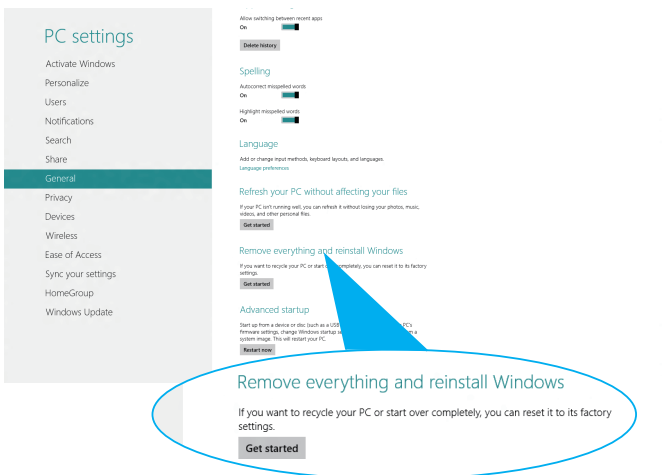 PC settings
Activate Windows
Personalize
Users
Notifications
Search
Share
General
Privacy
Devices
Wireless
Ease of Access
Sync your settings
HomeGroup
Windows Update
Allow switching between recent apps
On
Delete history
Spelling
Autocorrect misspelled words
On
Highlight misspelled words
On
Language
Add or change input methods, keyboard layouts, and languages.
Language preferences
Refresh your PC without affecting your files
If your PC isn't running well, you can refresh it without losing your photos, music,
videos, and other personal files.
Get started
Remove everything and reinstall Windows
If you want to recycle your PC or start completely, you can reset it to its factory
settings.
Get started
Advanced startup
Start up from a device or disc (such as a USB PC's
firmware settings, change Windows startup a
system image. This will restart your PC.
Restart now
Remove everything and reinstall Windows
If you want to recycle your PC or start over completely, you can reset it to its factory
settings.
Get started